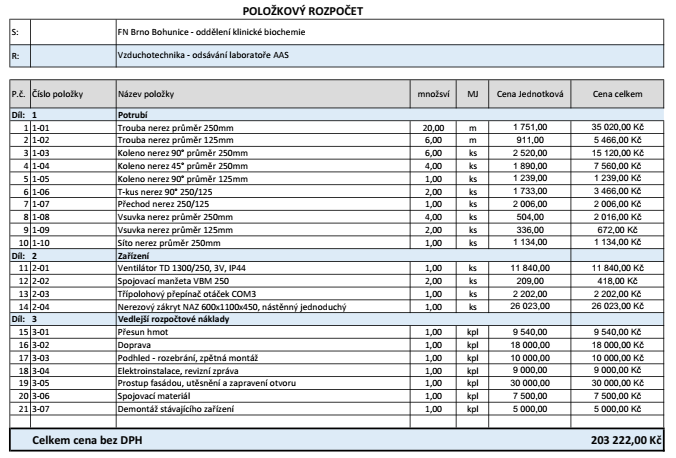 POLOŽKOVÝ ROZPOČET
S: FN Brno Bohunice - oddělení klinické biochemie
R: Vzduchotechnika - odsávání laboratoře AAS
P.č. Číslo položky Název položky množsví MJ Cena Jednotková Cena celkem
Díl: 1 Potrubí
1 1-01 Trouba nerez průměr 250mm 20,00 m 1 751,00 35 020,00 Kč
2 1-02 Trouba nerez průměr 125mm 6,00 m 911,00 5 466,00 Kč
3 1-03 Koleno nerez 90° průměr 250mm 6,00 ks 2 520,00 15 120,00 Kč
4 1-04 Koleno nerez 45° průměr 250mm 4,00 ks 1 890,00 7 560,00 Kč
5 1-05 Koleno nerez 90° průměr 125mm 1,00 ks 1 239,00 1 239,00 Kč
6 1-06 T-kus nerez 90° 250/125 2,00 ks 1 733,00 3 466,00 Kč
7 1-07 Přechod nerez 250/125 1,00 ks 2 006,00 2 006,00 Kč
8 1-08 Vsuvka nerez průměr 250mm 4,00 ks 504,00 2 016,00 Kč
9 1-09 Vsuvka nerez průměr 125mm 2,00 ks 336,00 672,00 Kč
10 1-10 Síto nerez průměr 250mm 1,00 ks 1 134,00 1 134,00 Kč
Díl: 2 Zařízení
11 2-01 Ventilátor TD 1300/250, 3V, IP44 1,00 ks 11 840,00 11 840,00 Kč
12 2-02 Spojovací manžeta VBM 250 2,00 ks 209,00 418,00 Kč
13 2-03 Třípolohový přepínač otáček COM3 1,00 ks 2 202,00 2 202,00 Kč
14 2-04 Nerezový zákryt NAZ 600x1100x450, nástěnný jednoduchý 1,00 ks 26 023,00 26 023,00 Kč
Díl: 3 Vedlejší rozpočtové náklady
15 3-01 Přesun hmot 1,00 kpl 9 540,00 9 540,00 Kč
16 3-02 Doprava 1,00 kpl 18 000,00 18 000,00 Kč
17 3-03 Podhled - rozebrání, zpětná montáž 1,00 kpl 10 000,00 10 000,00 Kč
18 3-04 Elektroinstalace, revizní zpráva 1,00 kpl 9 000,00 9 000,00 Kč
19 3-05 Prostup fasádou, utěsnění a zapravení otvoru 1,00 kpl 30 000,00 30 000,00 Kč
20 3-06 Spojovací materiál 1,00 kpl 7 500,00 7 500,00 Kč
21 3-07 Demontáž stávajícího zařízení 1,00 kpl 5 000,00 5 000,00 Kč
Celkem cena bez DPH 203 222,00 Kč